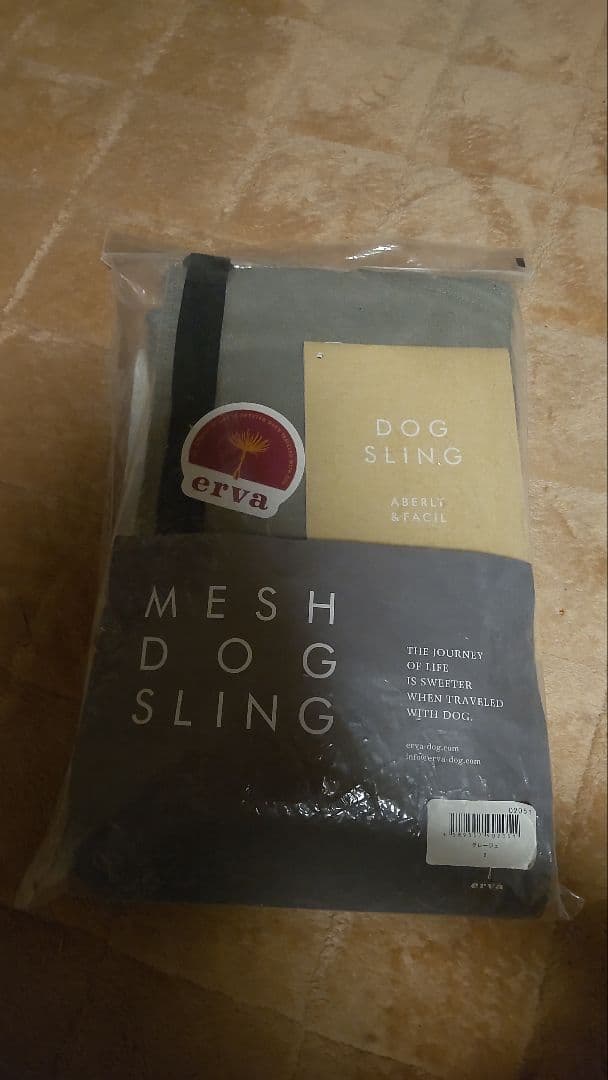 DOG
SLING
ABERLT
& FACIL
erva
MESH
DOG
SLING
THE JOURNEY
OF LIFE
IS SWEETER
WHEN TRAVELED
WITH DOG.
erva-dog.com
info@erva-dog.com
02051
グレージュ
erva